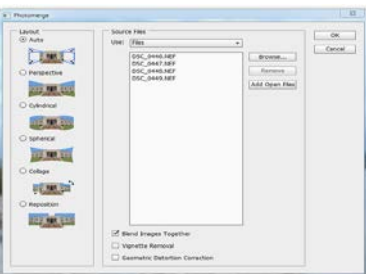 Photomerge
Layout
Auto
Perspective
Cylindrical
Spherical
Collage
Reposition
Source Files
Use: Files
DSC_0446.NEF
DSC_0447.NEF
DSC_0448.NEF
DSC_0449.NEF
Browse...
Remove
Add Open Files
Blend Images Together
Vignette Removal
Geometric Distortion Correction
OK
Cancel